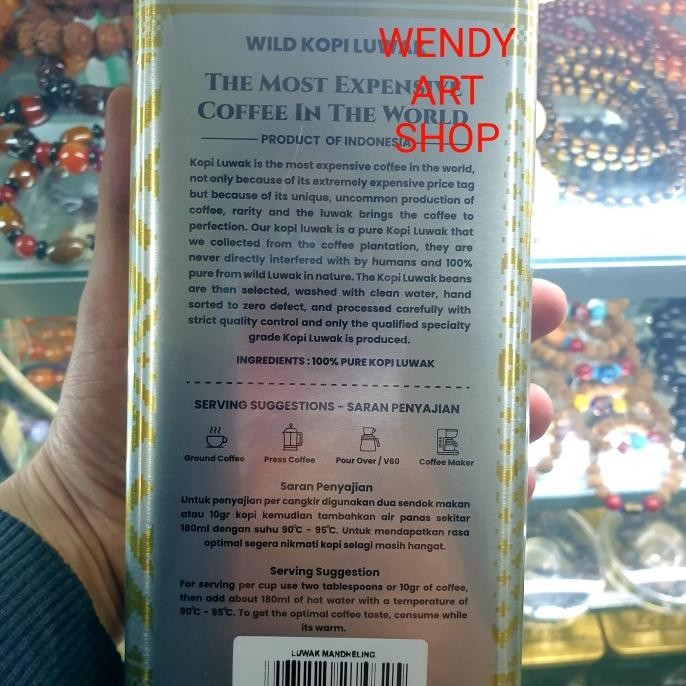 WILD KOPI LUWAK
WENDY
ART
SHOP
THE MOST EXPENSIVE
COFFEE IN THE WORLD
PRODUCT OF INDONESIA
Kopi Luwak is the most expensive coffee in the world,
not only because of its extremely expensive price tag
but because of its unique, uncommon production of
coffee, rarity and the luwak brings the coffee to
perfection. Our kopi luwak is a pure Kopi Luwak that
we collected from the coffee plantation, they are
never directly interfered with by humans and 100%
pure from wild Luwak in nature. The Kopi Luwak beans
are then selected, washed with clean water, hand
sorted to zero defect, and processed carefully with
strict quality control and only the qualified specialty
grade Kopi Luwak is produced.
INGREDIENTS : 100% PURE KOPI LUWAK
SERVING SUGGESTIONS - SARAN PENYAJIAN
Ground Coffee Press Coffee Pour Over / V60 Coffee Maker
Saran Penyajian
Untuk penyajian per cangkir digunakan dua sendok makan
atau 10gr kopi kemudian tambahkan air panas sekitar
180ml dengan suhu 90°C - 95°C. Untuk mendapatkan rasa
optimal segera nikmati kopi selagi masih hangat.
Serving Suggestion
For serving per cup use two tablespoons or 10gr of coffee,
then add about 180ml of hot water with a temperature of
90°C - 95°C. To get the optimal coffee taste, consume while
its warm.
LUWAK MANDHELING